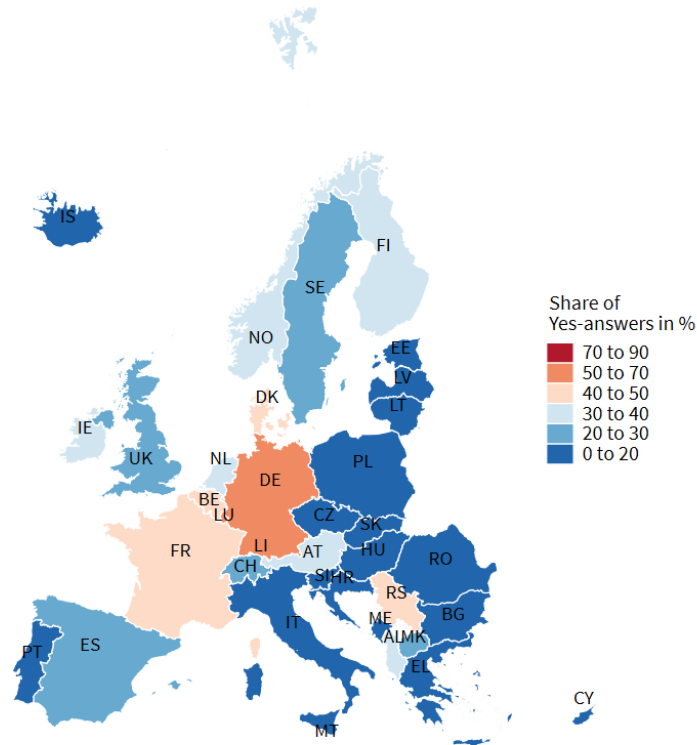 IS
FI
SE
NO
EE
LV
LT
DK
IE
UK
NL
PL
DE
BE
LU
CZ
SK
FR
LI
AT
HU
RO
CH
SI
HR
RS
IT
ME
BG
AL
MK
PT
ES
EL
CY
MT
Share of
Yes-answers in %
70 to 90
50 to 70
40 to 50
30 to 40
20 to 30
0 to 20